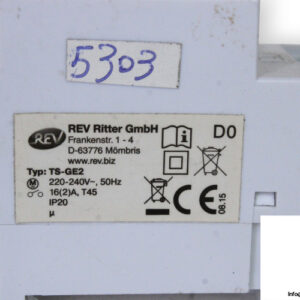 5303
REV
REV Ritter GmbH
Frankenstr. 1 - 4
D-63776 Mömbris
www.rev.biz
D0
Typ: TS-GE2
220-240V~, 50Hz
16(2)A, T45
IP20
µ
CE
08.15